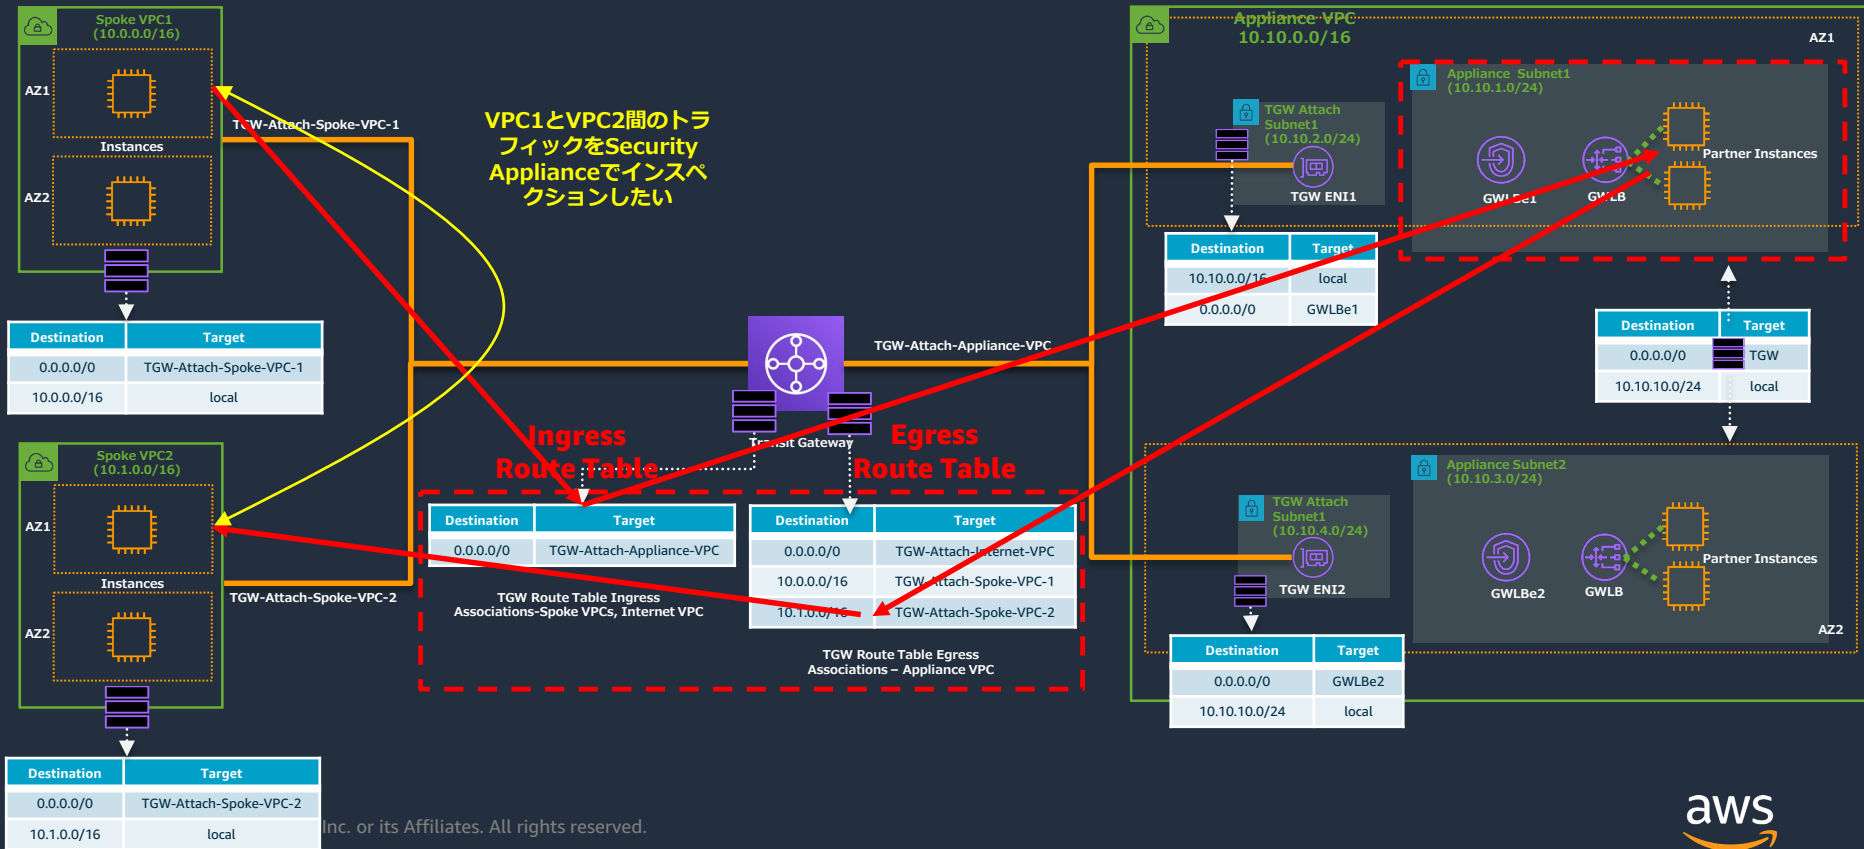 Spoke VPC1
(10.0.0.0/16)
AZ1
Instances
AZ2
TGW-Attach-Spoke-VPC-1
Destination Target
0.0.0.0/0 TGW-Attach-Spoke-VPC-1
10.0.0.0/16 local
Spoke VPC2
(10.1.0.0/16)
AZ1
Instances
AZ2
TGW-Attach-Spoke-VPC-2
Destination Target
0.0.0.0/0 TGW-Attach-Spoke-VPC-2
10.1.0.0/16 local
VPC1とVPC2間のトラ
フィックをSecurity
Applianceでインスペ
クションしたい
TGW-Attach-Appliance-VPC
Transit Gateway
Ingress
Route Table
Egress
Route Table
Destination Target
0.0.0.0/0 TGW-Attach-Appliance-VPC
TGW Route Table Ingress
Associations-Spoke VPCs, Internet VPC
Destination Target
0.0.0.0/0 TGW-Attach-Internet-VPC
10.0.0.0/16 TGW-Attach-Spoke-VPC-1
10.1.0.0/16 TGW-Attach-Spoke-VPC-2
TGW Route Table Egress
Associations – Appliance VPC
Appliance VPC
10.10.0.0/16
AZ1
TGW Attach
Subnet1
(10.10.2.0/24)
TGW ENI1
Appliance Subnet1
(10.10.1.0/24)
GWLBe1
GWLB
Partner Instances
Destination Target
10.10.0.0/16 local
0.0.0.0/0 GWLBe1
Destination Target
0.0.0.0/0 TGW
10.10.10.0/24 local
TGW Attach
Subnet1
(10.10.4.0/24)
TGW ENI2
Appliance Subnet2
(10.10.3.0/24)
GWLBe2
GWLB
Partner Instances
AZ2
Destination Target
0.0.0.0/0 GWLBe2
10.10.10.0/24 local
Inc. or its Affiliates. All rights reserved.
aws